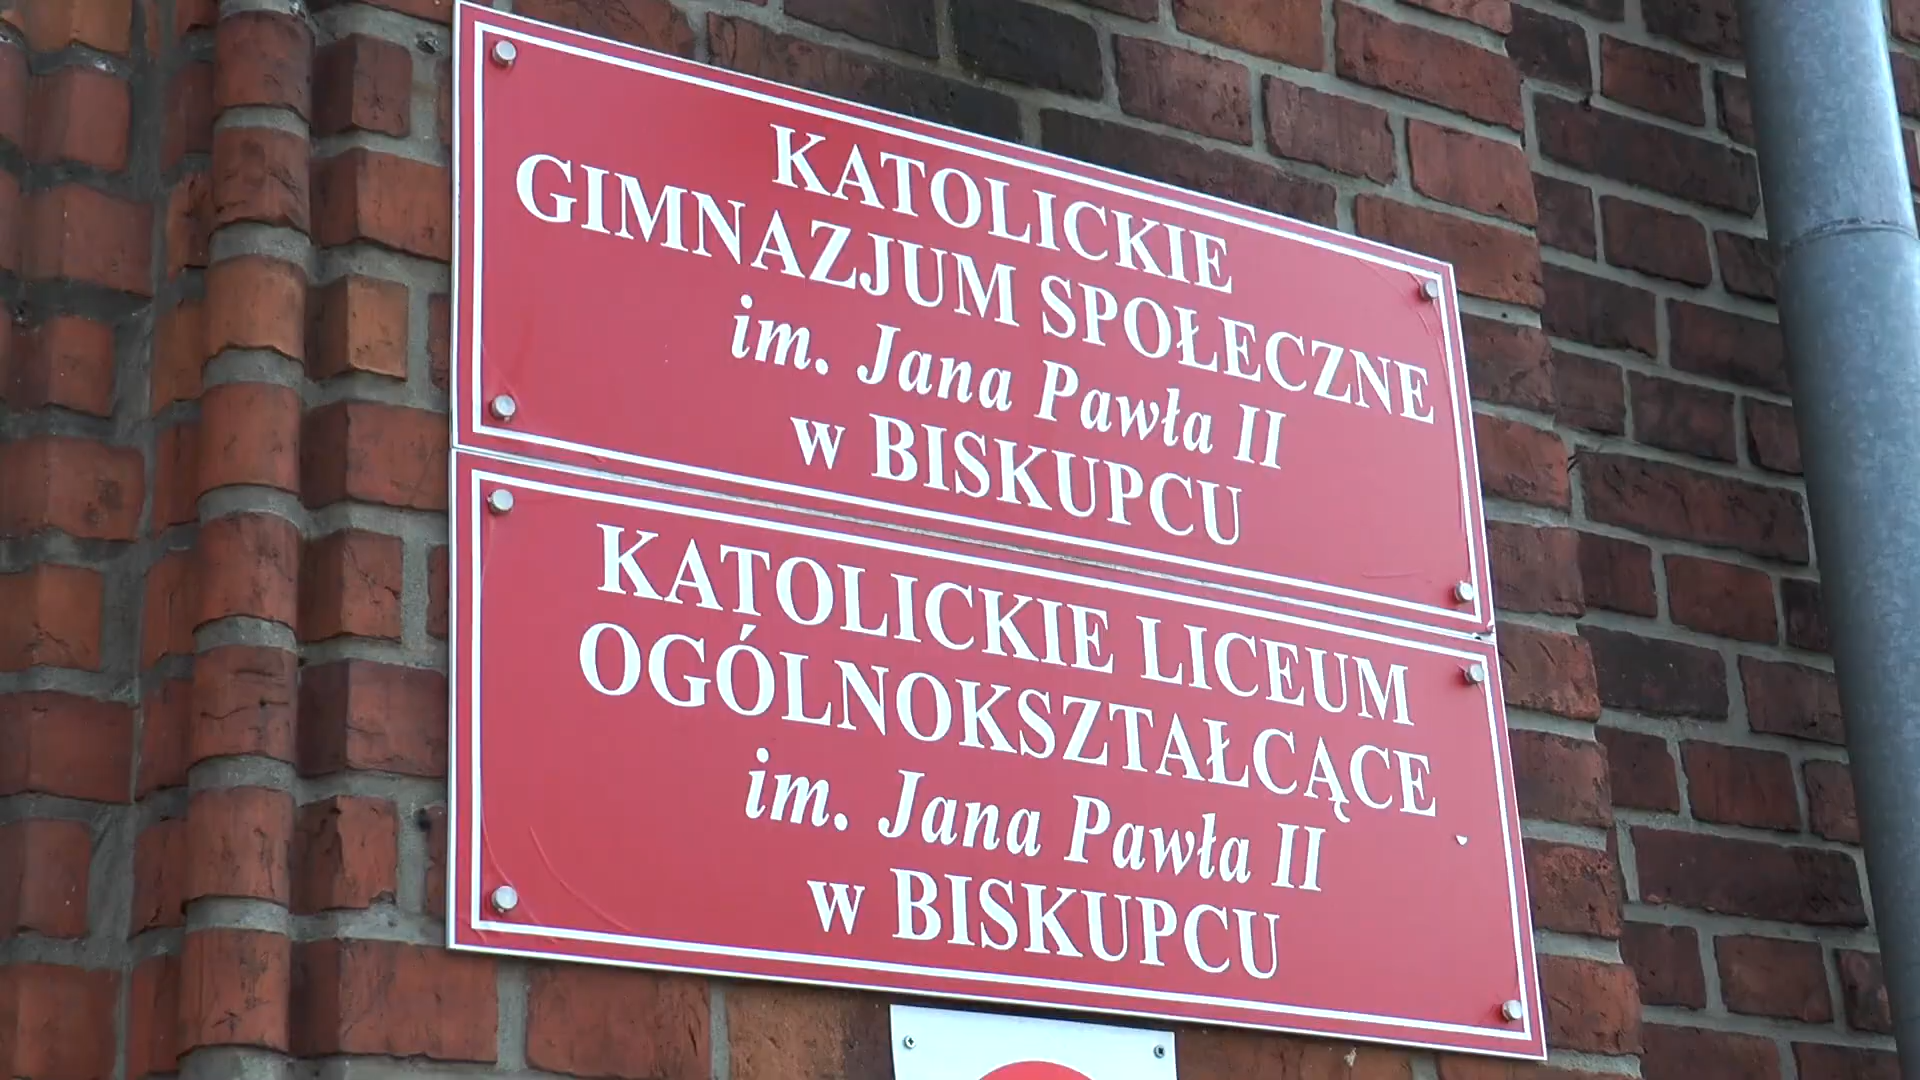 KATOLICKIE
GIMNAZJUM SPOŁECZNE
im. Jana Pawła II
w BISKUPCU
KATOLICKIE LICEUM
OGÓLNOKSZTAŁCĄCE
im. Jana Pawła II
w BISKUPCU